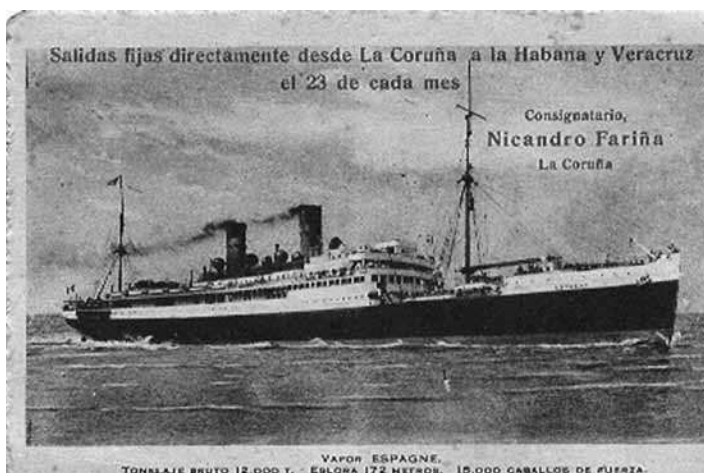 Salidas fijas directamente desde La Coruña a la Habana y Veracruz
el 23 de cada mes
Consignatario,
Nicandro Fariña
La Coruña
VAPOR ESPAGNE.
TONELAJE BRUTO 12.000 T. ESLORA 172 METROS. 15.000 CABALLOS DE FUERZA